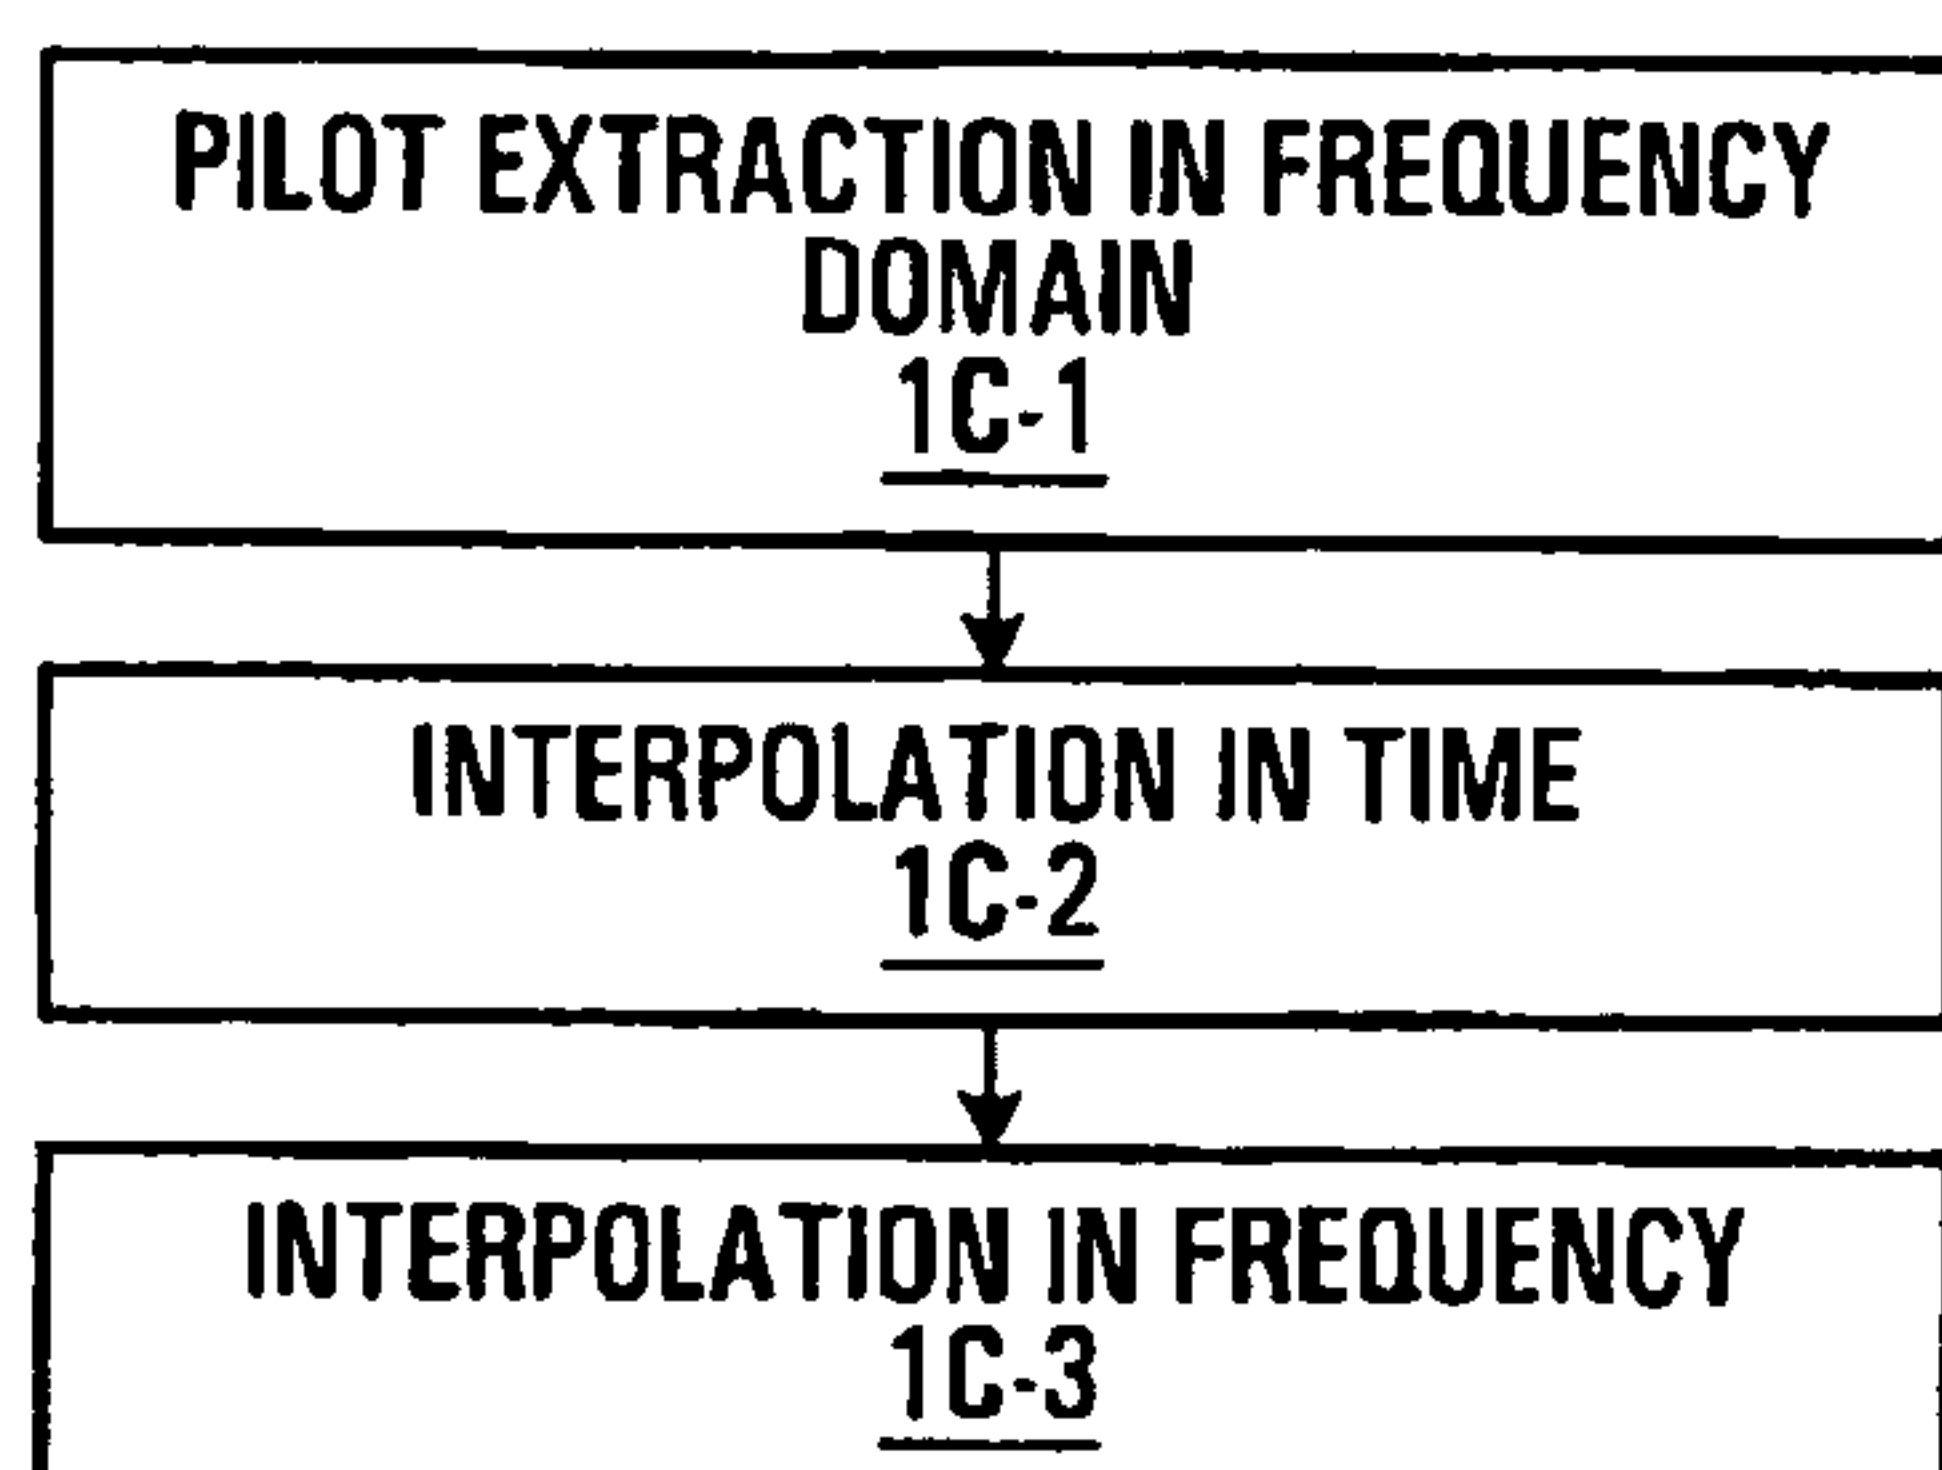 PILOT EXTRACTION IN FREQUENCY
DOMAIN
1C-1
INTERPOLATION IN TIME
1C-2
INTERPOLATION IN FREQUENCY
1C-3